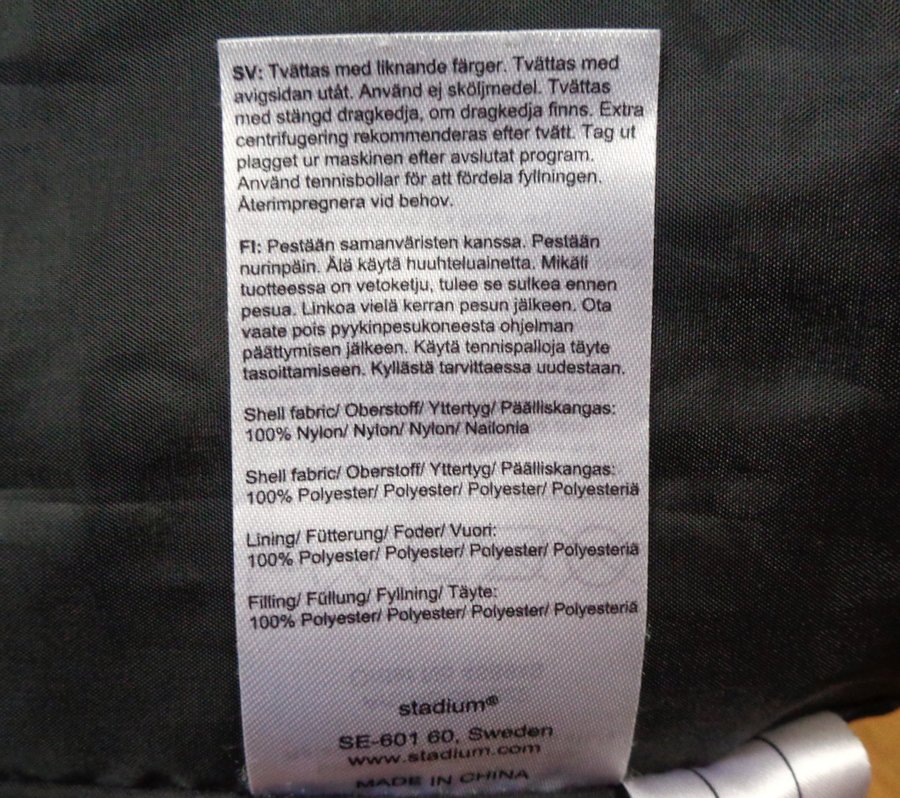 SV: Tvättas med liknande färger. Tvättas med
avigsidan utåt. Använd ej sköljmedel. Tvättas
med stängd dragkedja, om dragkedja finns. Extra
centrifugering rekommenderas efter tvätt. Tag ut
plagget ur maskinen efter avslutat program.
Använd tennisbollar för att fördela fyllningen.
Återimpregnera vid behov.
FI: Pestään samanväristen kanssa. Pestään
nurinpäin. Älä käytä huuhteluainetta. Mikäli
tuotteessa on vetoketju, tulee se sulkea ennen
pesua. Linkoa vielä kerran pesun jälkeen. Ota
vaate pois pyykinpesukoneesta ohjelman
päättymisen jälkeen. Käytä tennispalloja täyte
tasoittamiseen. Kyllästä tarvittaessa uudestaan.
Shell fabric/ Oberstoff/ Yttertyg/ Päälliskangas:
100% Nylon/ Nylon/ Nylon/ Nailonia
Shell fabric/ Oberstoff/ Yttertyg/ Päälliskangas:
100% Polyester/ Polyester/ Polyester/ Polyesteriä
Lining/ Fütterung/ Foder/ Vuori:
100% Polyester/ Polyester/ Polyester/ Polyesteriä
Filling/ Füllung/ Fyllning/ Täyte:
100% Polyester/ Polyester/ Polyester/ Polyesteriä
stadium®
SE-601 60, Sweden
www.stadium.com
MADE IN CHINA